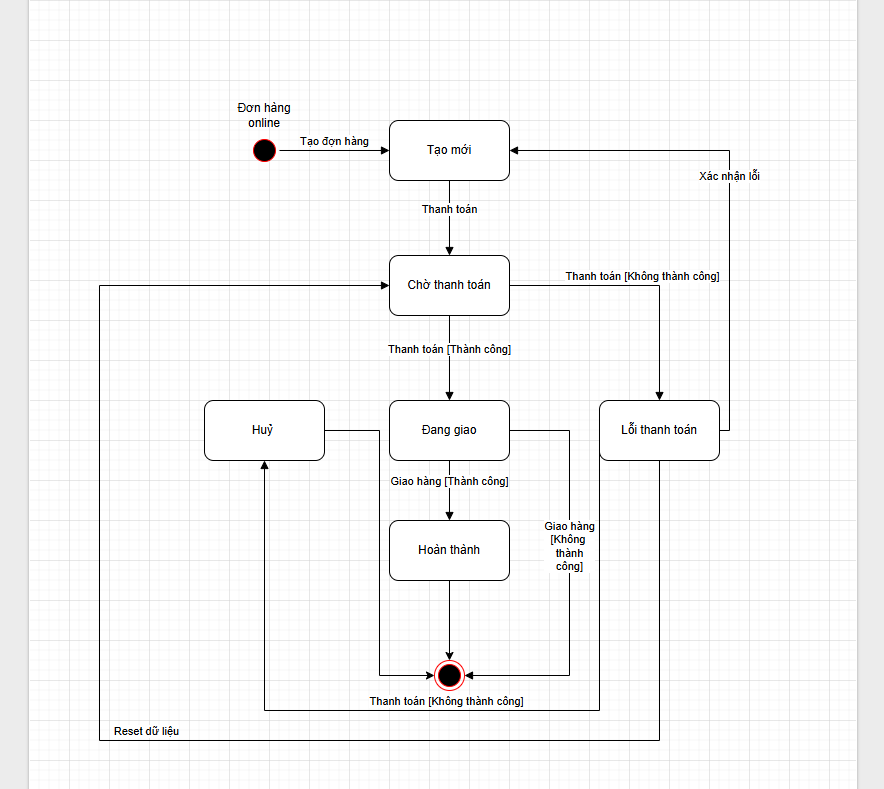 Đơn hảng
online
Tạo đợn hàng
Tạo mới
Xác nhận lỗi
Thanh toán
Thanh toán [Không thành công]
Chờ thanh toán
Thanh toán [Thành công]
Huỷ
Đang giao
Lỗi thanh toán
Giao hàng [Thành công]
Giao hàng
[Không
thành
công]
Hoàn thành
Thanh toán [Không thành công]
Reset dữ liệu